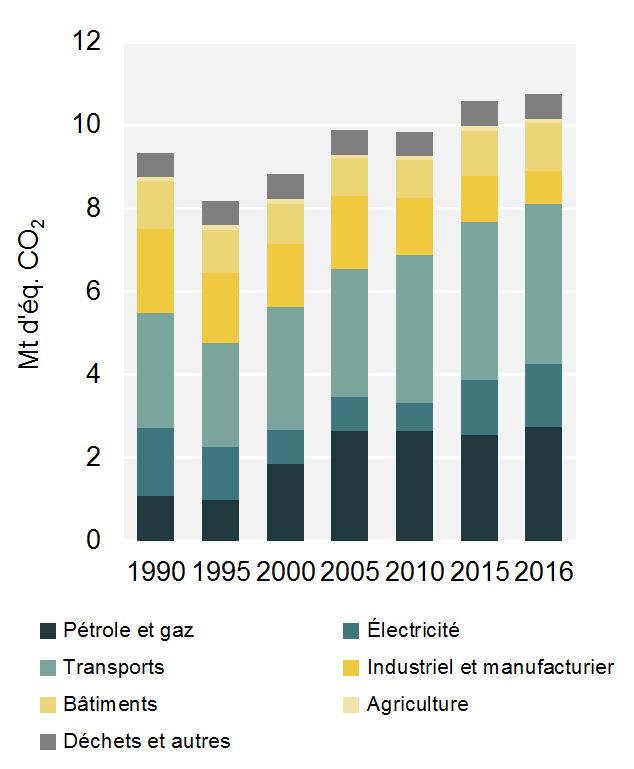 12
10
8
6
4
2
0
Mt d'éq. CO₂
1990 1995 2000 2005 2010 2015 2016
Pétrole et gaz
Électricité
Transports
Industriel et manufacturier
Bâtiments
Agriculture
Déchets et autres